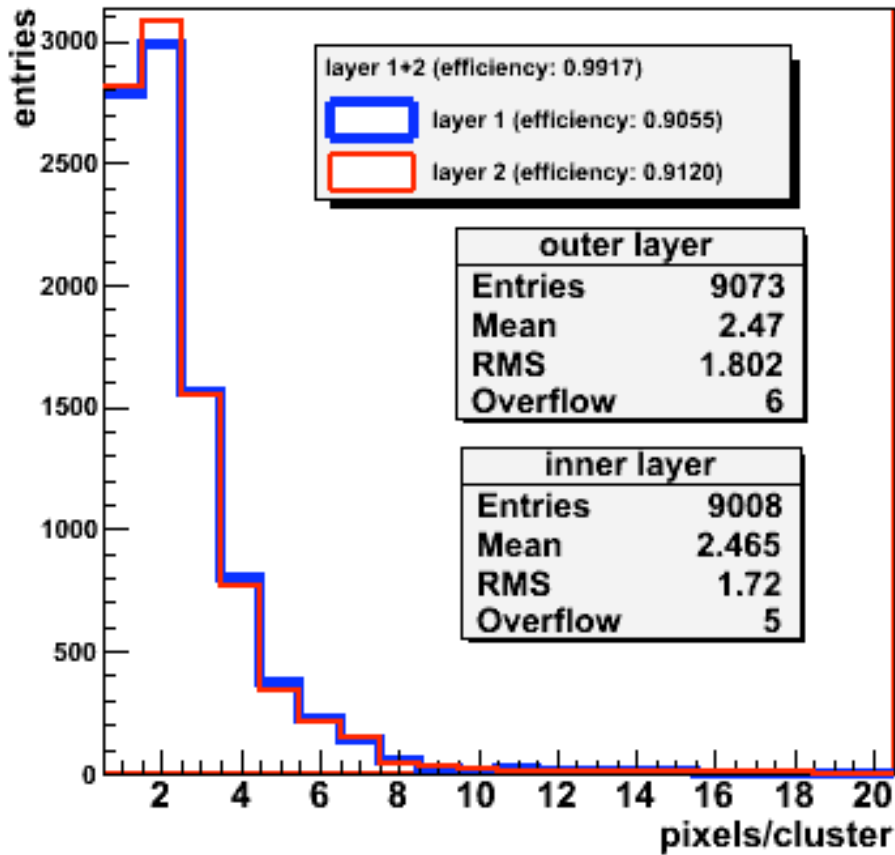 entries
3000
2500
2000
1500
1000
500
0
layer 1+2 (efficiency: 0.9917)
layer 1 (efficiency: 0.9055)
layer 2 (efficiency: 0.9120)
outer layer
Entries 9073
Mean 2.47
RMS 1.802
Overflow 6
inner layer
Entries 9008
Mean 2.465
RMS 1.72
Overflow 5
2 4 6 8 10 12 14 16 18 20
pixels/cluster